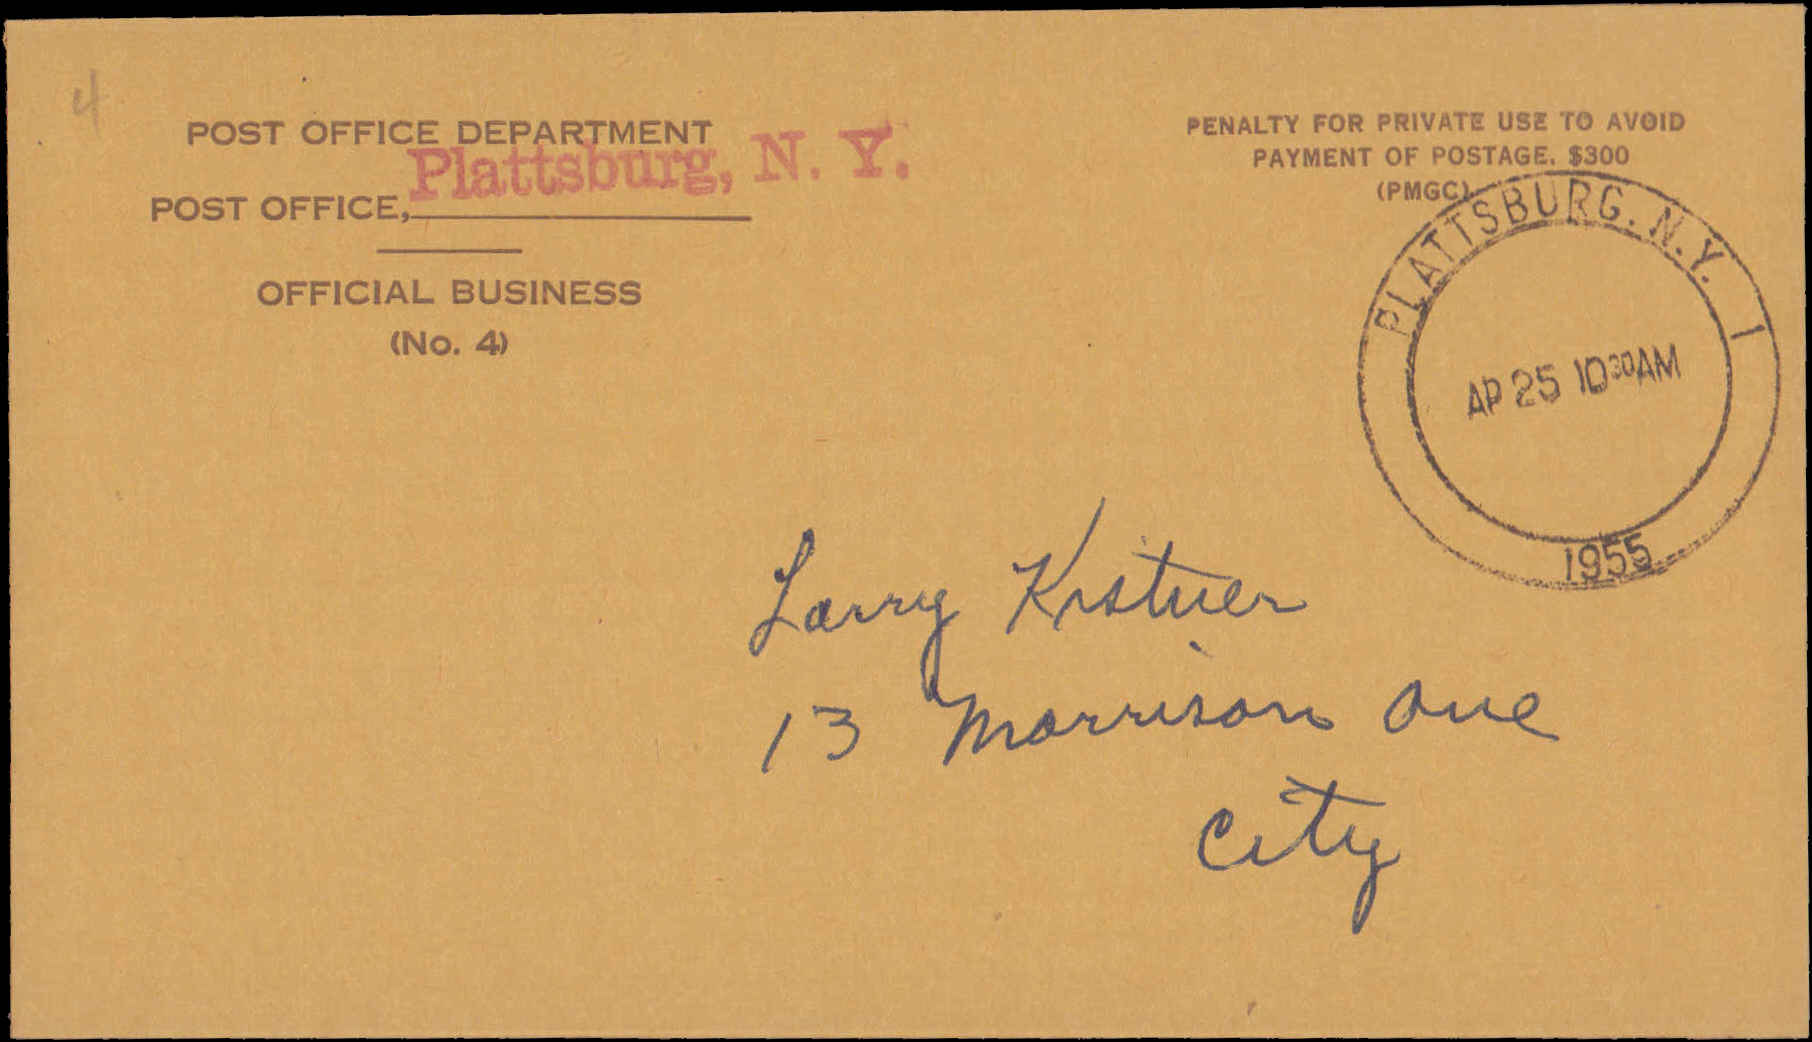 4
POST OFFICE DEPARTMENT
Plattsburg, N. Y.
POST OFFICE,
OFFICIAL BUSINESS
(No. 4)
PENALTY FOR PRIVATE USE TO AVOID
PAYMENT OF POSTAGE, $300
(PMGC)
PLATTSBURG. N.Y. 1
AP 25 10 30 AM
1955
Larry Kistner
13 Morrison Ave
City